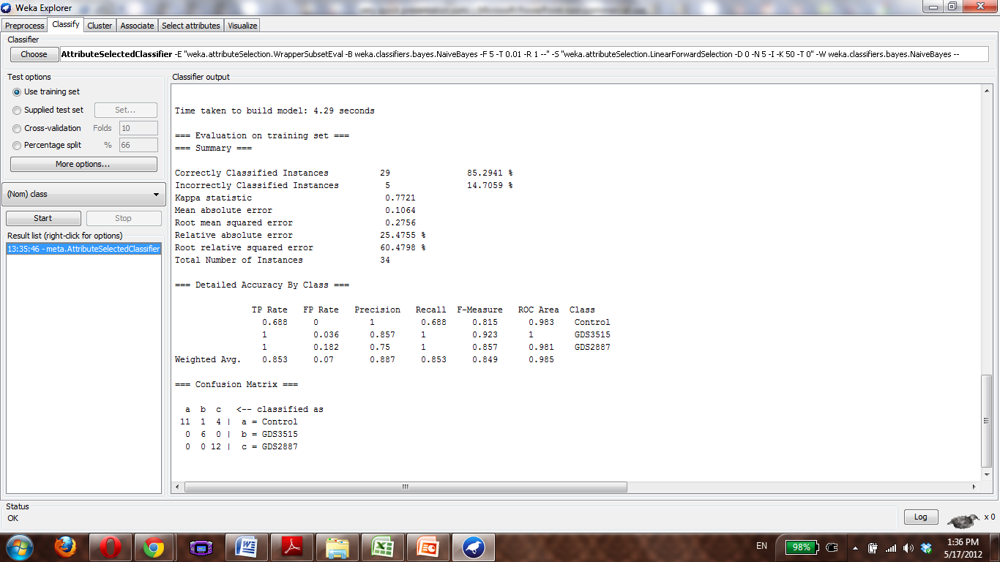 Weka Explorer
Preprocess Classify Cluster Associate Select attributes Visualize
Classifier
Choose AttributeSelectedClassifier -E "weka.attributeSelection.WrapperSubsetEval -B weka.classifiers.bayes.NaiveBayes -F 5 -T 0.01 -R 1 --" -S "weka.attributeSelection.LinearForwardSelection -D 0 -N 5 -I -K 50 -T 0" -W weka.classifiers.bayes.NaiveBayes --
Test options
Use training set
Supplied test set Set...
Cross-validation Folds 10
Percentage split % 66
More options...
(Nom) class
Start Stop
Result list (right-click for options)
13:35:46 - meta.AttributeSelectedClassifier
Classifier output
Time taken to build model: 4.29 seconds
=== Evaluation on training set ===
=== Summary ===
Correctly Classified Instances 29 85.2941 %
Incorrectly Classified Instances 5 14.7059 %
Kappa statistic 0.7721
Mean absolute error 0.1064
Root mean squared error 0.2756
Relative absolute error 25.4755 %
Root relative squared error 60.4798 %
Total Number of Instances 34
=== Detailed Accuracy By Class ===
TP Rate FP Rate Precision Recall F-Measure ROC Area Class
0.688 0 1 0.688 0.815 0.983 Control
1 0.036 0.857 1 0.923 1 GDS3515
1 0.182 0.75 1 0.857 0.981 GDS2887
Weighted Avg. 0.853 0.07 0.887 0.853 0.849 0.985
=== Confusion Matrix ===
a b c <-- classified as
11 1 4 | a = Control
0 6 0 | b = GDS3515
0 0 12 | c = GDS2887
Status
OK
Log x 0
EN 98% 1:36 PM
5/17/2012